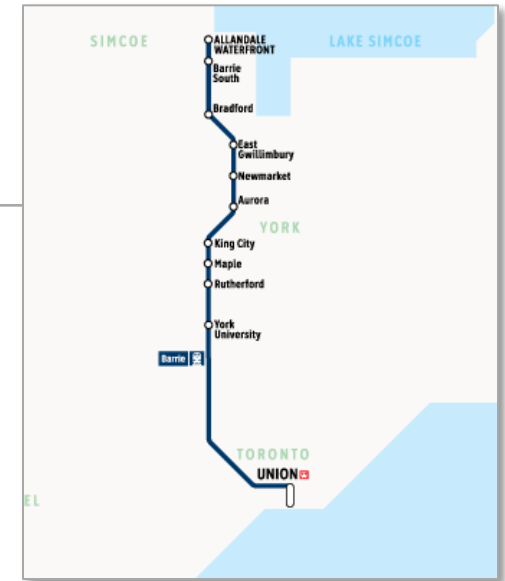 SIMCOE
LAKE SIMCOE
ALLANDALE
WATERFRONT
Barrie
South
Bradford
East
Gwillimbury
Newmarket
Aurora
YORK
King City
Maple
Rutherford
York
University
Barrie
TORONTO
UNION
EL